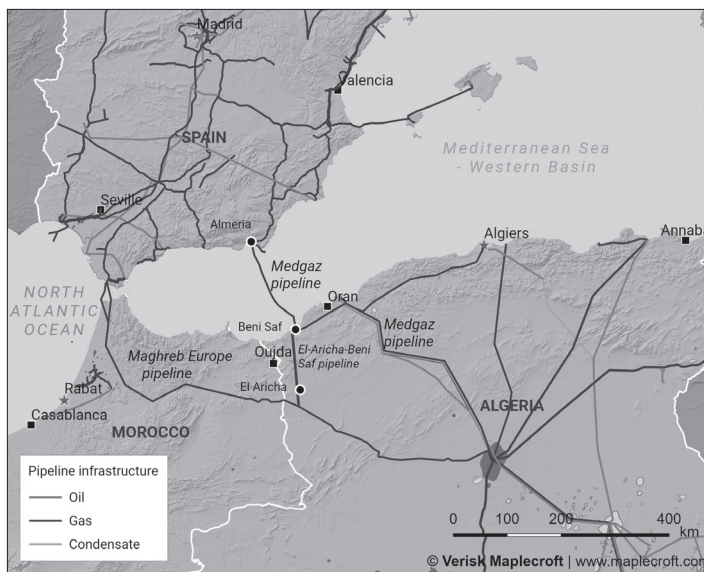 Madrid
Valencia
SPAIN
Mediterranean Sea
- Western Basin
Seville
Almeria
Algiers
Annaba
Medgaz
pipeline
NORTH
ATLANTIC
OCEAN
Oran
Beni Saf
Medgaz
pipeline
Maghreb Europe
pipeline
Oujda
El-Aricha-Beni
Saf pipeline
El Aricha
Rabat
Casablanca
ALGERIA
MOROCCO
Pipeline infrastructure
Oil
Gas
Condensate
0 100 200 400
km
© Verisk Maplecroft | www.maplecroft.com